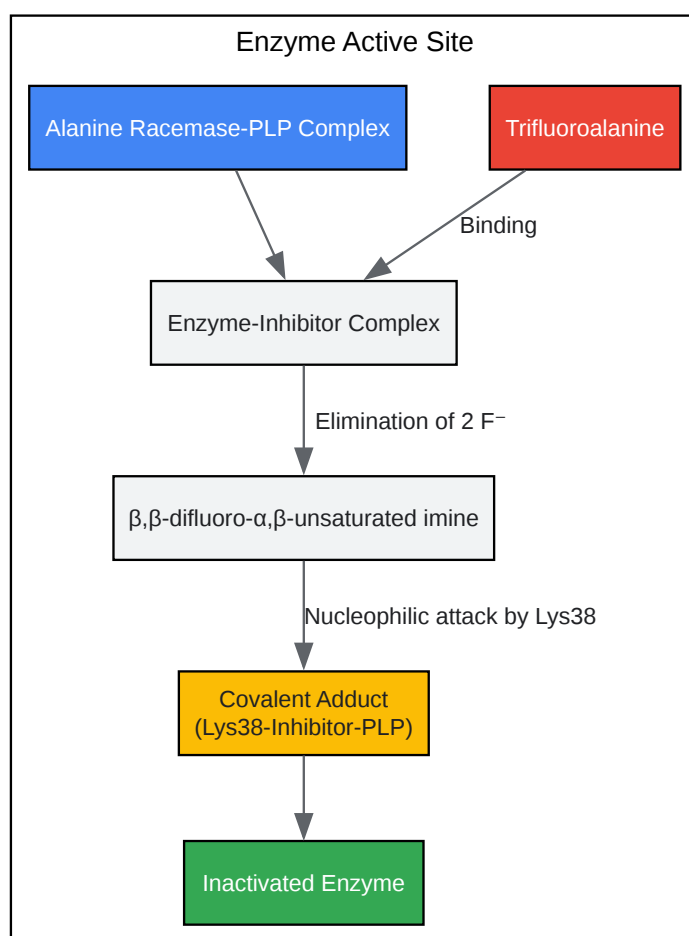 Enzyme Active Site
Alanine Racemase-PLP Complex
Trifluoroalanine
Binding
Enzyme-Inhibitor Complex
Elimination of 2 F⁻
β,β-difluoro-α,β-unsaturated imine
Nucleophilic attack by Lys38
Covalent Adduct
(Lys38-Inhibitor-PLP)
Inactivated Enzyme